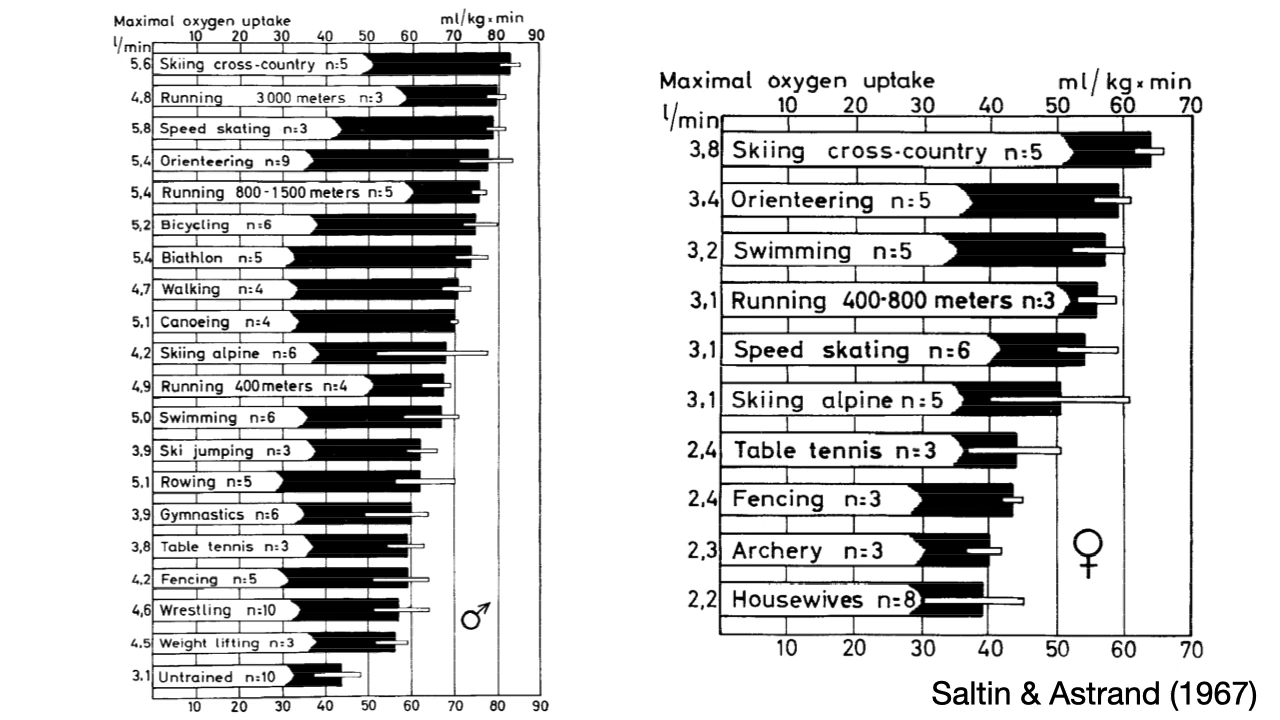 Maximal oxygen uptake ml/kg×min
l/min 10 20 30 40 50 60 70 80 90
5,6 Skiing cross-country n=5
4,8 Running 3000 meters n=3
5,8 Speed skating n=3
5,4 Orienteering n=9
5,4 Running 800-1500 meters n=5
5,2 Bicycling n=6
5,4 Biathlon n=5
4,7 Walking n=4
5,1 Canoeing n=4
4,2 Skiing alpine n=6
4,9 Running 400 meters n=4
5,0 Swimming n=6
3,9 Ski jumping n=3
5,1 Rowing n=5
3,9 Gymnastics n=6
3,8 Table tennis n=3
4,2 Fencing n=5
4,6 Wrestling n=10
♂
4,5 Weight lifting n=3
3,1 Untrained n=10
10 20 30 40 50 60 70 80 90
Maximal oxygen uptake ml/kg×min
l/min 10 20 30 40 50 60 70
3,8 Skiing cross-country n=5
3,4 Orienteering n=5
3,2 Swimming n=5
3,1 Running 400-800 meters n=3
3,1 Speed skating n=6
3,1 Skiing alpine n=5
2,4 Table tennis n=3
2,4 Fencing n=3
2,3 Archery n=3
♀
2,2 Housewives n=8
10 20 30 40 50 60 70
Saltin & Astrand (1967)